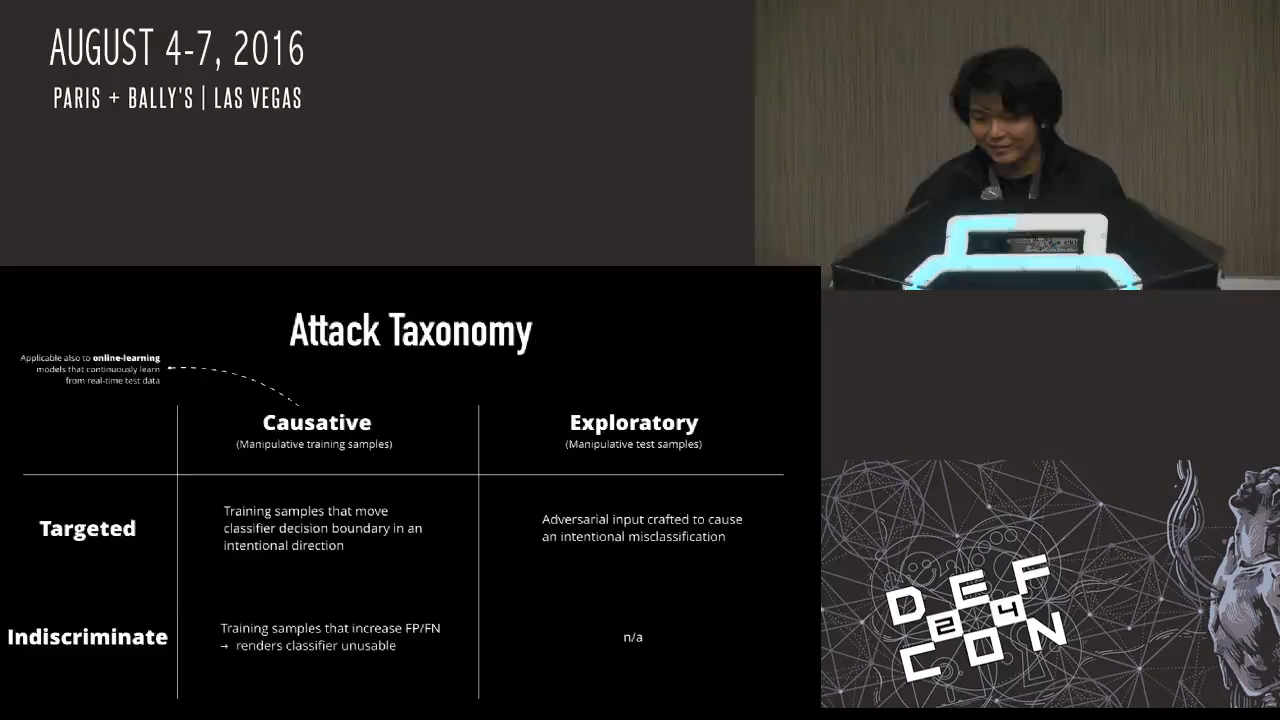 AUGUST 4-7, 2016
PARIS + BALLY'S | LAS VEGAS
Attack Taxonomy
Applicable also to online-learning
models that continuously learn
from real-time test data
Causative
(Manipulative training samples)
Exploratory
(Manipulative test samples)
Targeted
Training samples that move
classifier decision boundary in an
intentional direction
Adversarial input crafted to cause
an intentional misclassification
Indiscriminate
Training samples that increase FP/FN
→ renders classifier unusable
n/a
DEF
24
CON